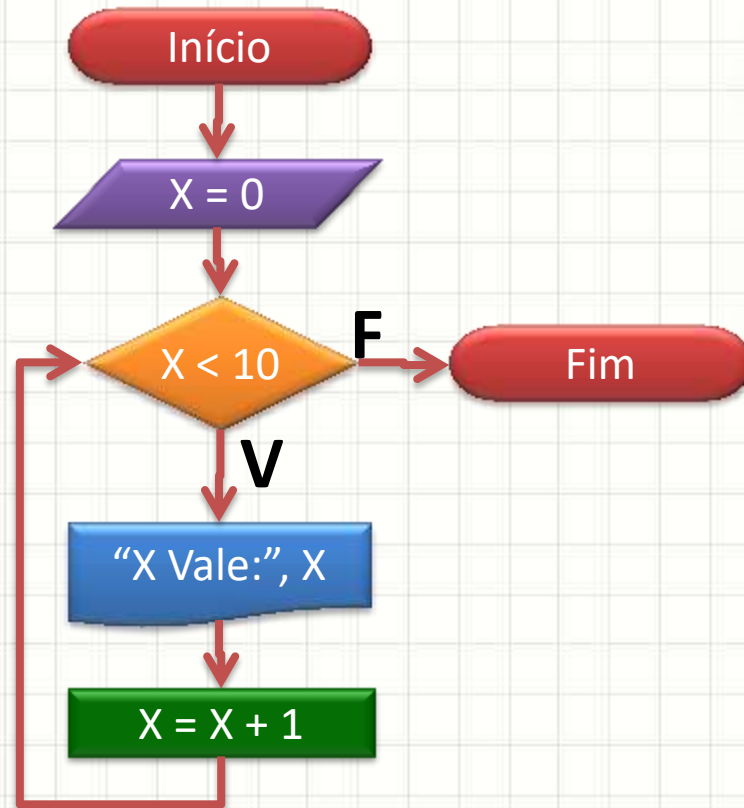 Início
X = 0
X < 10
F
Fim
V
“X Vale:”, X
X = X + 1